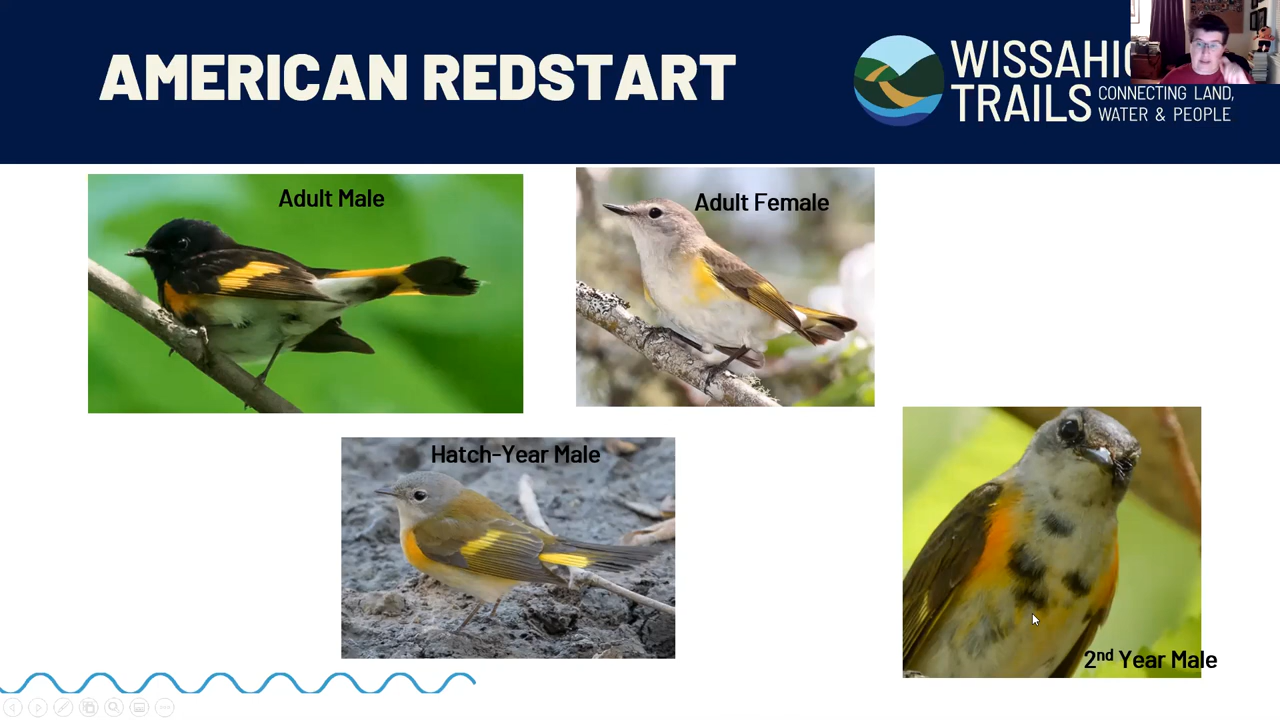 AMERICAN REDSTART
WISSAHIC
TRAILS
CONNECTING LAND,
WATER & PEOPLE
Adult Male
Adult Female
Hatch-Year Male
2nd Year Male